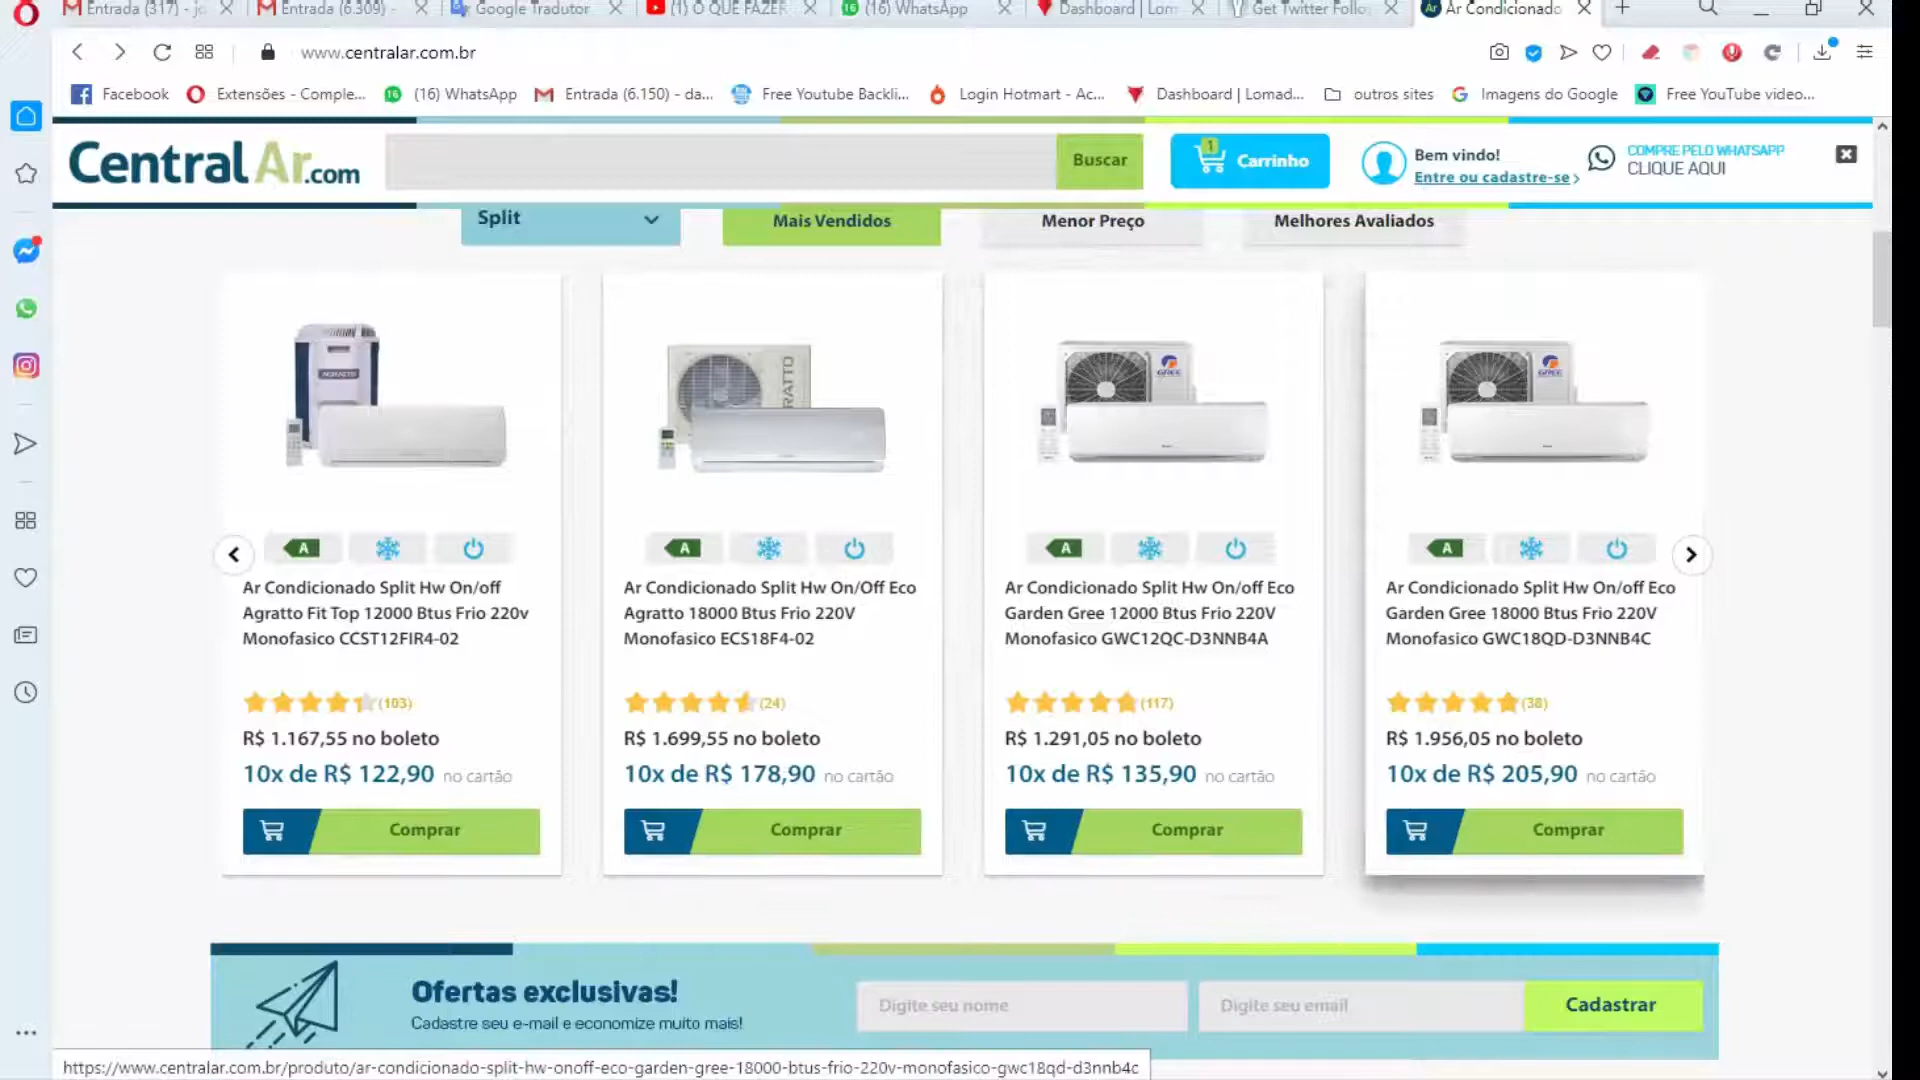 Entrada (317) - jo
Entrada (6.309) -
Google Tradutor
(1) O QUE FAZER
(16) WhatsApp
Dashboard | Lom
Get Twitter Follo
Ar Condicionado
www.centralar.com.br
Facebook
Extensões - Comple...
(16) WhatsApp
Entrada (6.150) - da...
Free Youtube Backli...
Login Hotmart - Ac...
Dashboard | Lomad...
outros sites
Imagens do Google
Free YouTube video...
CentralAr.com
Buscar
1
Carrinho
Bem vindo!
Entre ou cadastre-se >
COMPRE PELO WHATSAPP
CLIQUE AQUI
Split
Mais Vendidos
Menor Preço
Melhores Avaliados
AGRATTO
RATTO
GREE
GREE
A
Ar Condicionado Split Hw On/off
Agratto Fit Top 12000 Btus Frio 220v
Monofasico CCST12FIR4-02
(103)
R$ 1.167,55 no boleto
10x de R$ 122,90 no cartão
Comprar
A
Ar Condicionado Split Hw On/Off Eco
Agratto 18000 Btus Frio 220V
Monofasico ECS18F4-02
(24)
R$ 1.699,55 no boleto
10x de R$ 178,90 no cartão
Comprar
A
Ar Condicionado Split Hw On/off Eco
Garden Gree 12000 Btus Frio 220V
Monofasico GWC12QC-D3NNB4A
(117)
R$ 1.291,05 no boleto
10x de R$ 135,90 no cartão
Comprar
A
Ar Condicionado Split Hw On/off Eco
Garden Gree 18000 Btus Frio 220V
Monofasico GWC18QD-D3NNB4C
(38)
R$ 1.956,05 no boleto
10x de R$ 205,90 no cartão
Comprar
Ofertas exclusivas!
Cadastre seu e-mail e economize muito mais!
Digite seu nome
Digite seu email
Cadastrar
https://www.centralar.com.br/produto/ar-condicionado-split-hw-onoff-eco-garden-gree-18000-btus-frio-220v-monofasico-gwc18qd-d3nnb4c